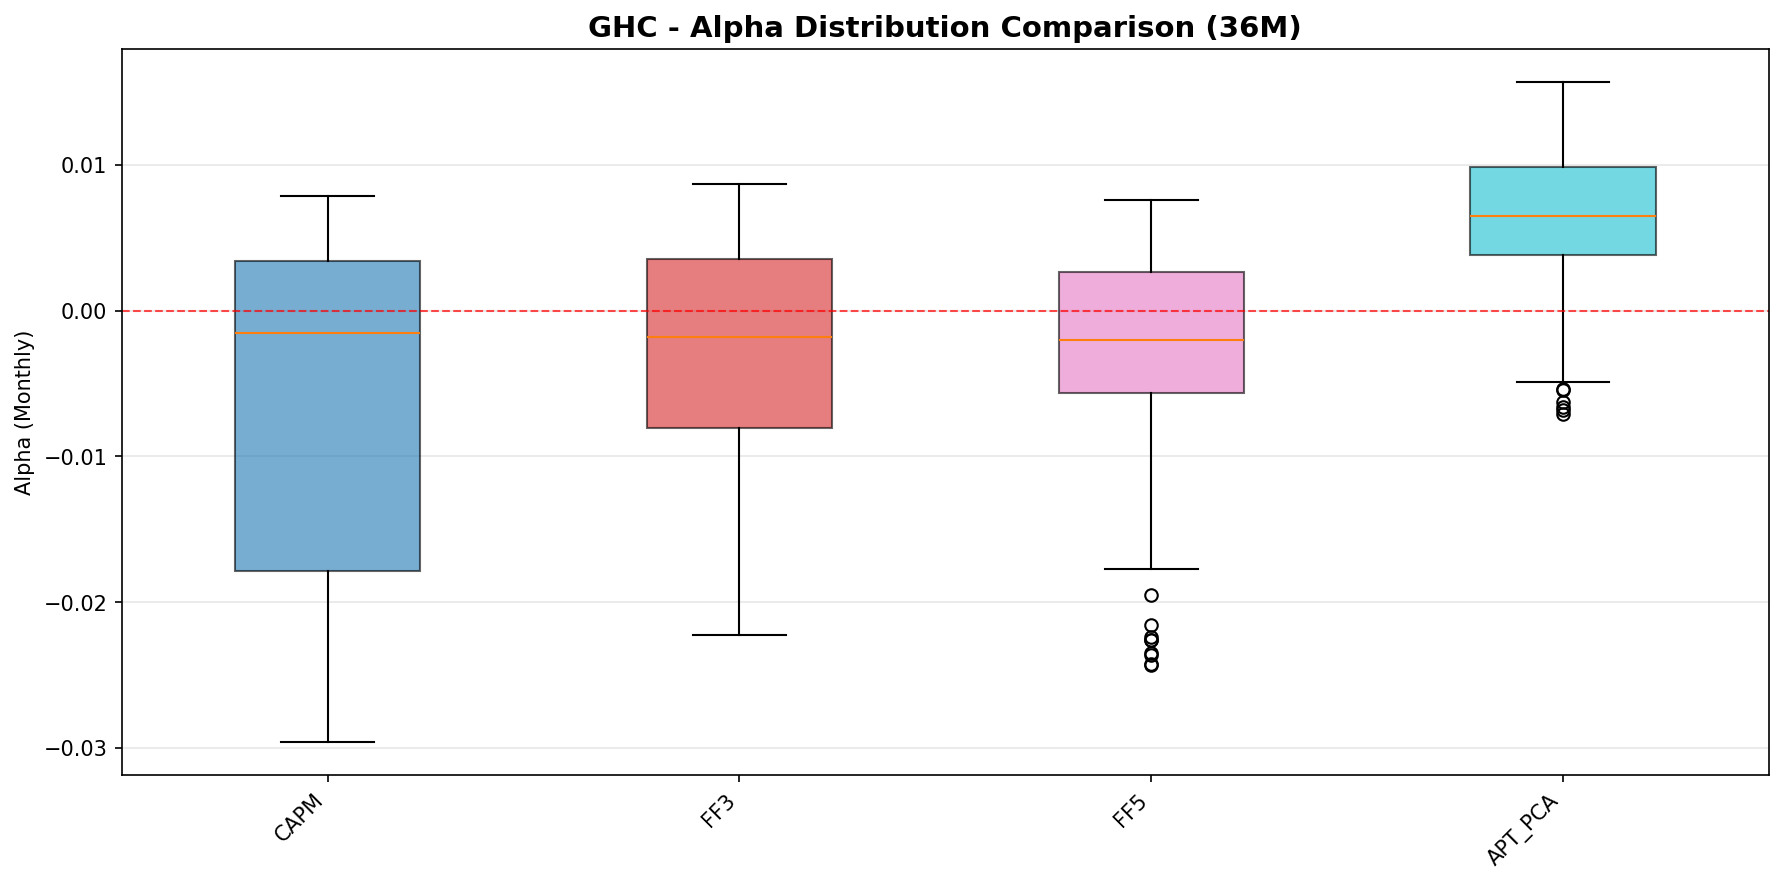 GHC - Alpha Distribution Comparison (36M)
Alpha (Monthly)
0.01
0.00
−0.01
−0.02
−0.03
CAPM
FF3
FF5
APT_PCA